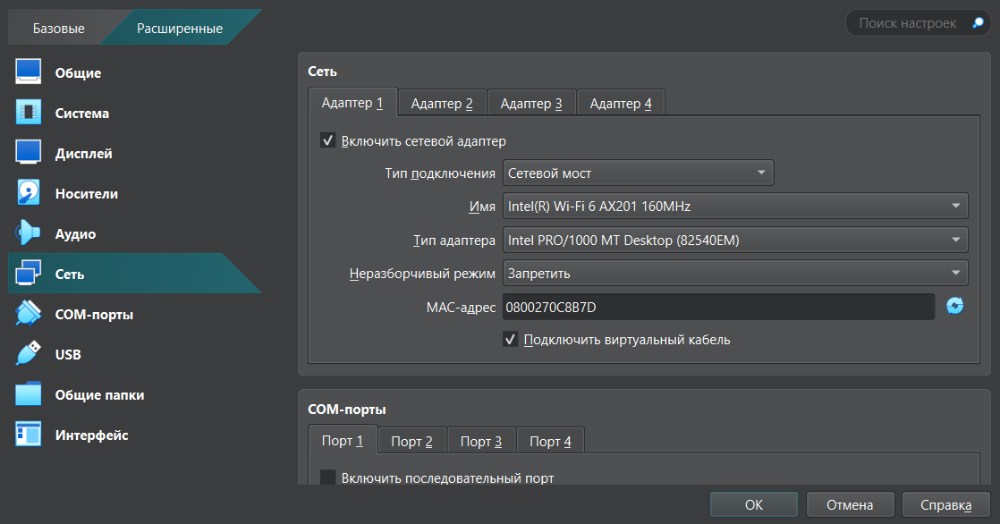 Базовые
Расширенные
Поиск настроек
Общие
Система
Дисплей
Носители
Аудио
Сеть
COM-порты
USB
Общие папки
Интерфейс
Сеть
Адаптер 1
Адаптер 2
Адаптер 3
Адаптер 4
Включить сетевой адаптер
Тип подключения Сетевой мост
Имя Intel(R) Wi-Fi 6 AX201 160MHz
Тип адаптера Intel PRO/1000 MT Desktop (82540EM)
Неразборчивый режим Запретить
MAC-адрес 0800270C8B7D
Подключить виртуальный кабель
COM-порты
Порт 1
Порт 2
Порт 3
Порт 4
Включить последовательный порт
OK
Отмена
Справка